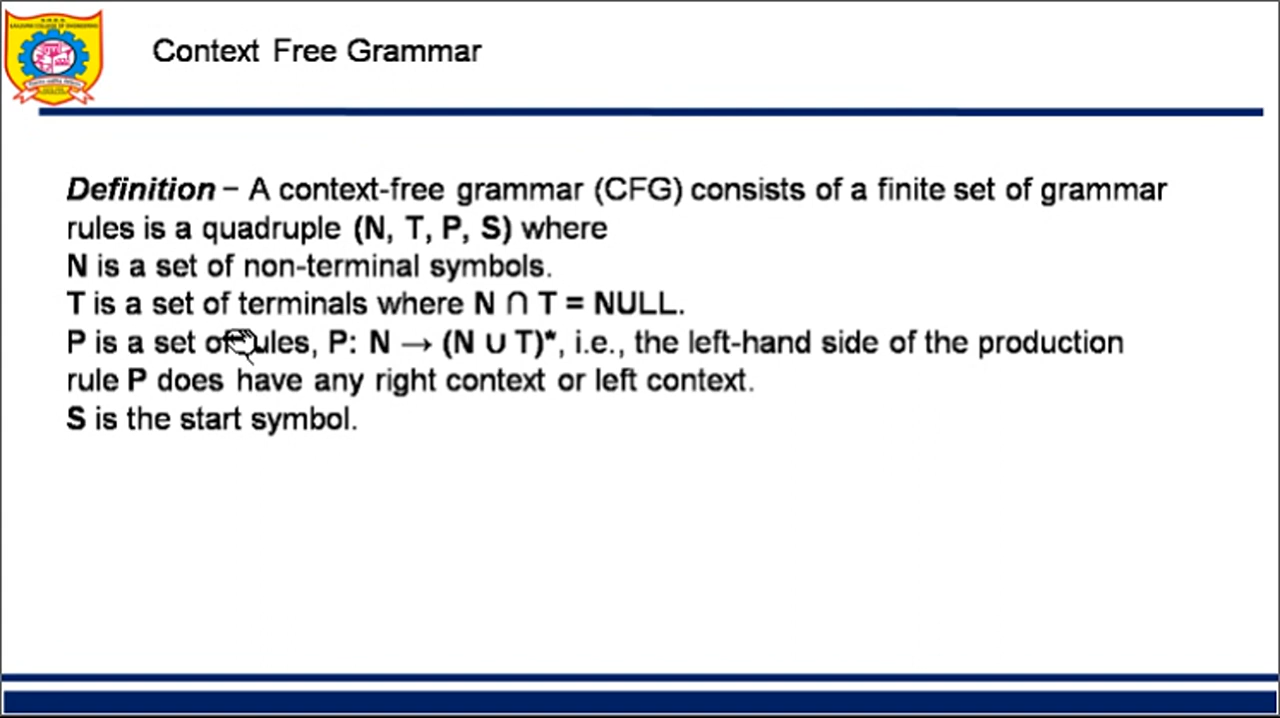 Context Free Grammar
Definition – A context-free grammar (CFG) consists of a finite set of grammar
rules is a quadruple (N, T, P, S) where
N is a set of non-terminal symbols.
T is a set of terminals where N ∩ T = NULL.
P is a set of rules, P: N → (N ∪ T)*, i.e., the left-hand side of the production
rule P does have any right context or left context.
S is the start symbol.